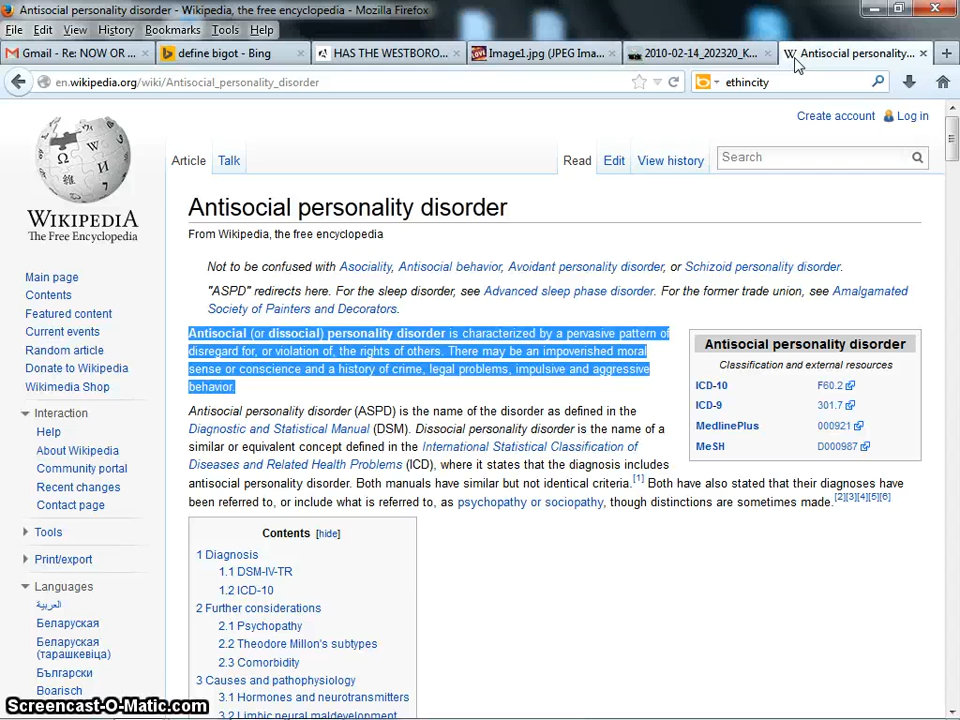 Antisocial personality disorder - Wikipedia, the free encyclopedia - Mozilla Firefox
File Edit View History Bookmarks Tools Help
Gmail - Re: NOW OR ... define bigot - Bing HAS THE WESTBORO... Image1.jpg (JPEG Ima... 2010-02-14_202320_K... Antisocial personality...
en.wikipedia.org/wiki/Antisocial_personality_disorder ethincity
Create account Log in
Article Talk Read Edit View history Search
WIKIPEDIA
The Free Encyclopedia
Main page
Contents
Featured content
Current events
Random article
Donate to Wikipedia
Wikimedia Shop
Interaction
Help
About Wikipedia
Community portal
Recent changes
Contact page
Tools
Print/export
Languages
العربية
Беларуская
Беларуская
(тарашкевіца)
Български
Boarisch
Antisocial personality disorder
From Wikipedia, the free encyclopedia
Not to be confused with Asociality, Antisocial behavior, Avoidant personality disorder, or Schizoid personality disorder.
"ASPD" redirects here. For the sleep disorder, see Advanced sleep phase disorder. For the former trade union, see Amalgamated
Society of Painters and Decorators.
Antisocial (or dissocial) personality disorder is characterized by a pervasive pattern of
disregard for, or violation of, the rights of others. There may be an impoverished moral
sense or conscience and a history of crime, legal problems, impulsive and aggressive
behavior.
Antisocial personality disorder
Classification and external resources
ICD-10 F60.2
ICD-9 301.7
MedlinePlus 000921
MeSH D000987
Antisocial personality disorder (ASPD) is the name of the disorder as defined in the
Diagnostic and Statistical Manual (DSM). Dissocial personality disorder is the name of a
similar or equivalent concept defined in the International Statistical Classification of
Diseases and Related Health Problems (ICD), where it states that the diagnosis includes
antisocial personality disorder. Both manuals have similar but not identical criteria.[1] Both have also stated that their diagnoses have
been referred to, or include what is referred to, as psychopathy or sociopathy, though distinctions are sometimes made.[2][3][4][5][6]
Contents [hide]
1 Diagnosis
1.1 DSM-IV-TR
1.2 ICD-10
2 Further considerations
2.1 Psychopathy
2.2 Theodore Millon's subtypes
2.3 Comorbidity
3 Causes and pathophysiology
3.1 Hormones and neurotransmitters
3.2 Limbic neural maldevelopment
Screencast-O-Matic.com